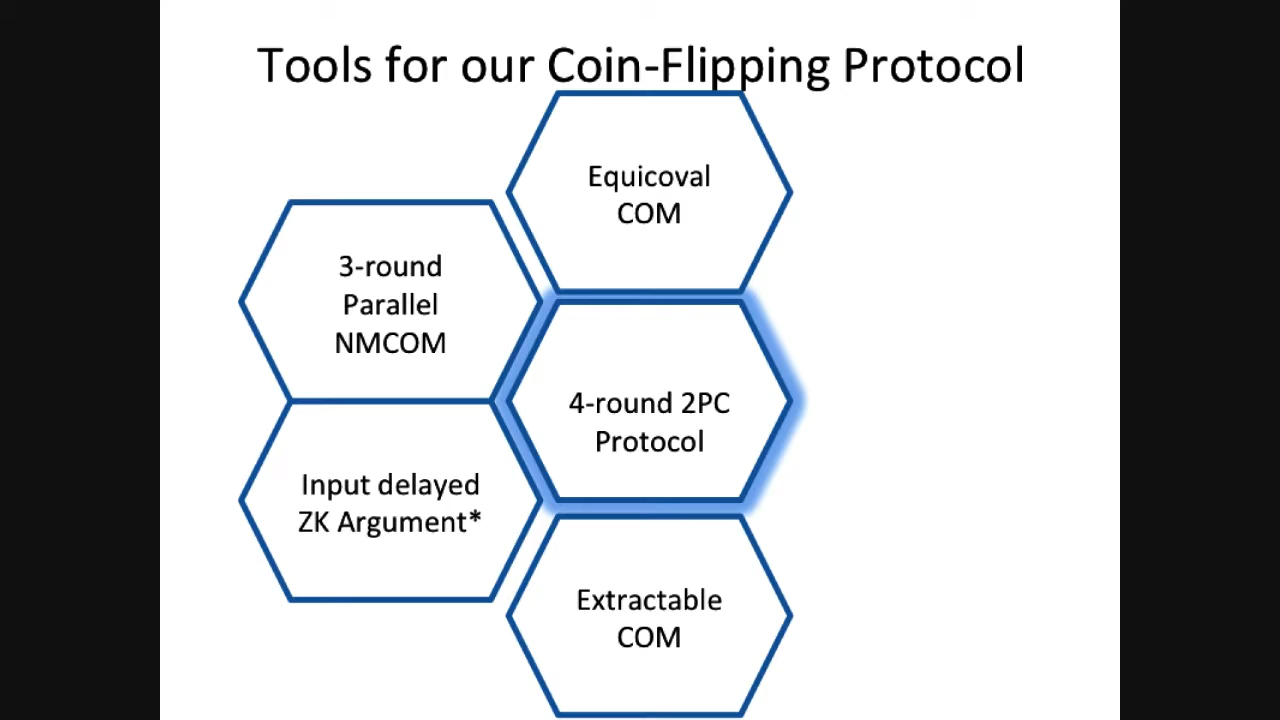 Tools for our Coin-Flipping Protocol
Equicoval
COM
3-round
Parallel
NMCOM
4-round 2PC
Protocol
Input delayed
ZK Argument*
Extractable
COM